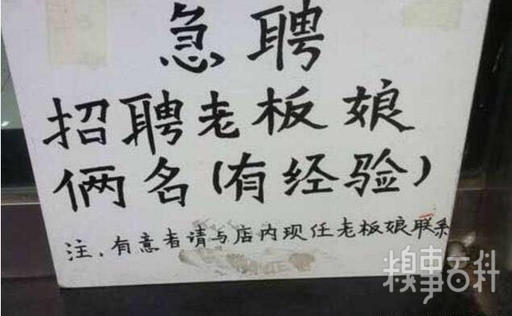 急聘
招聘老板娘
俩名(有经验)
注、有意者请与店内现任老板娘联系
糗事百科